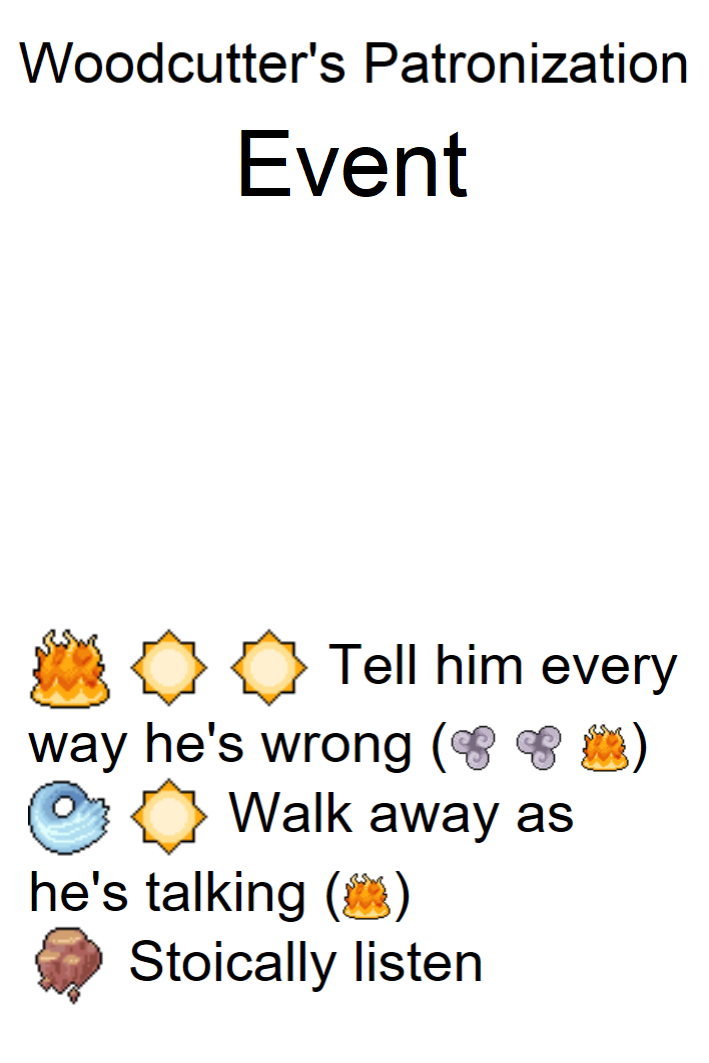 Woodcutter's Patronization
Event
Tell him every
way he's wrong ( )
Walk away as
he's talking ( )
Stoically listen